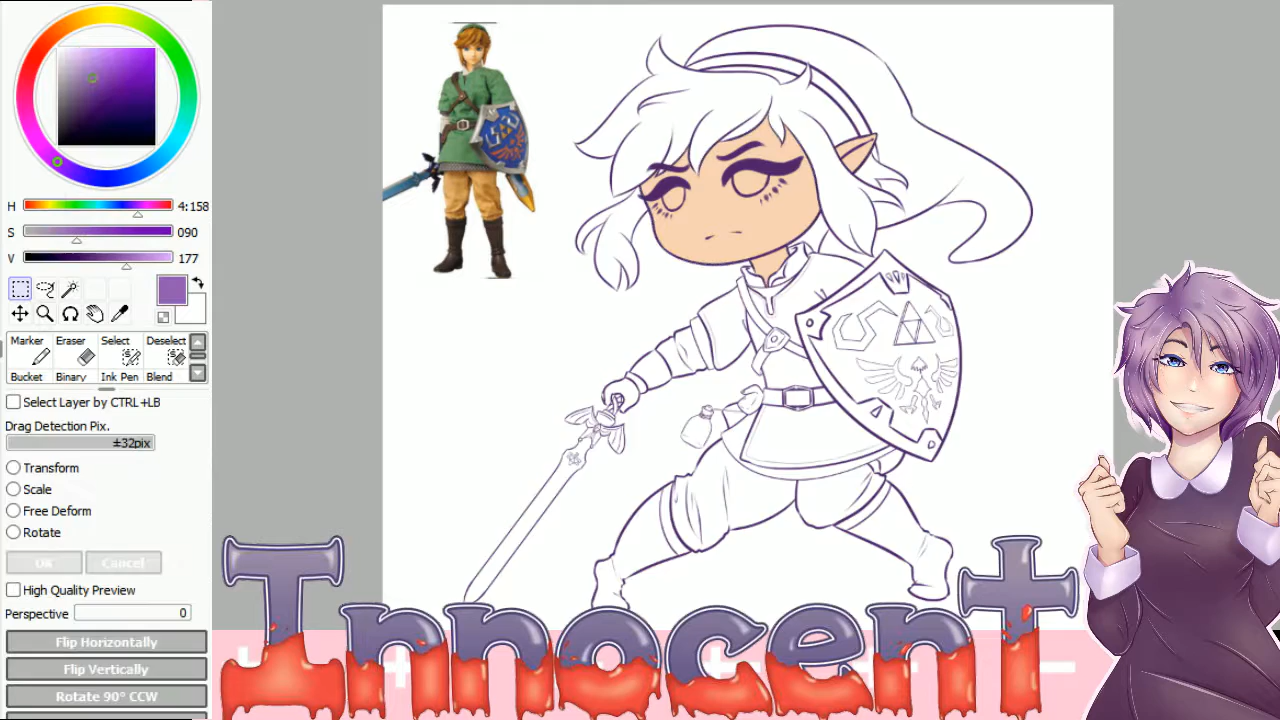 H 4:158
S 090
V 177
Marker Eraser Select Deselect
Bucket Binary Ink Pen Blend
Select Layer by CTRL+LB
Drag Detection Pix.
±32pix
Transform
Scale
Free Deform
Rotate
OK Cancel
High Quality Preview
Perspective 0
Flip Horizontally
Flip Vertically
Rotate 90° CCW
Innocent